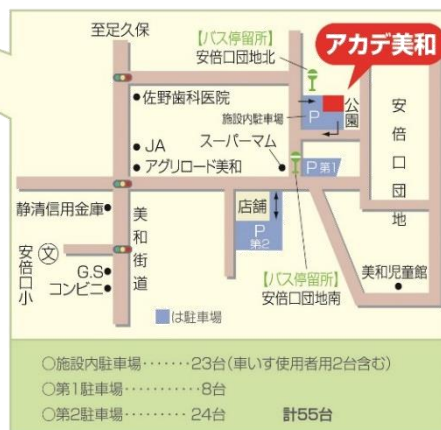 至足久保
【バス停留所】
安倍口団地北
アカデ美和
佐野歯科医院
施設内駐車場
P
公園
安倍口団地
JA
アグリロード美和
スーパーマム
P第1
静清信用金庫
美和街道
店舗
P
第2
文
安倍口小
G.S
コンビニ
【バス停留所】
安倍口団地南
美和児童館
は駐車場
○施設内駐車場‥‥‥‥23台(車いす使用者用2台含む)
○第1駐車場‥‥‥‥‥‥8台
○第2駐車場‥‥‥‥‥24台 計55台